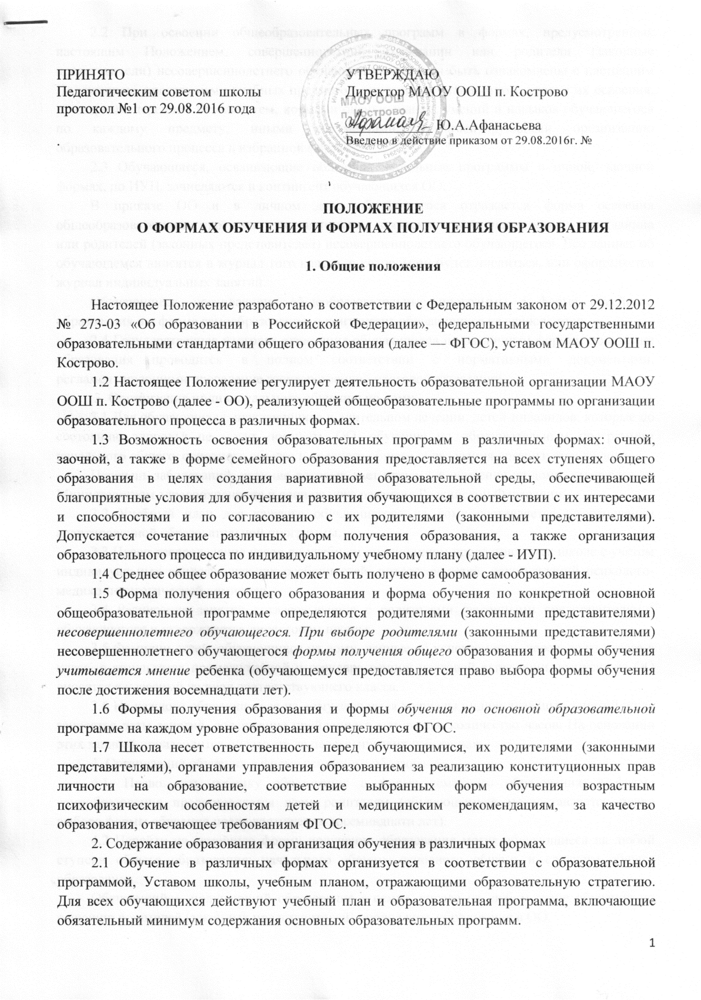 ПРИНЯТО
Педагогическим советом школы
протокол №1 от 29.08.2016 года
.
УТВЕРЖДАЮ
Директор МАОУ ООШ п. Кострово
МАОУ ООШ
п. Кострово
Ю.А.Афанасьева
Введено в действие приказом от 29.08.2016г. №
ПОЛОЖЕНИЕ
О ФОРМАХ ОБУЧЕНИЯ И ФОРМАХ ПОЛУЧЕНИЯ ОБРАЗОВАНИЯ
1. Общие положения
Настоящее Положение разработано в соответствии с Федеральным законом от 29.12.2012
№ 273-03 «Об образовании в Российской Федерации», федеральными государственными
образовательными стандартами общего образования (далее — ФГОС), уставом МАОУ ООШ п.
Кострово.
1.2 Настоящее Положение регулирует деятельность образовательной организации МАОУ
ООШ п. Кострово (далее - ОО), реализующей общеобразовательные программы по организации
образовательного процесса в различных формах.
1.3 Возможность освоения образовательных программ в различных формах: очной,
заочной, а также в форме семейного образования предоставляется на всех ступенях общего
образования в целях создания вариативной образовательной среды, обеспечивающей
благоприятные условия для обучения и развития обучающихся в соответствии с их интересами
и способностями и по согласованию с их родителями (законными представителями).
Допускается сочетание различных форм получения образования, а также организация
образовательного процесса по индивидуальному учебному плану (далее - ИУП).
1.4 Среднее общее образование может быть получено в форме самообразования.
1.5 Форма получения общего образования и форма обучения по конкретной основной
общеобразовательной программе определяются родителями (законными представителями)
несовершеннолетнего обучающегося. При выборе родителями (законными представителями)
несовершеннолетнего обучающегося формы получения общего образования и формы обучения
учитывается мнение ребенка (обучающемуся предоставляется право выбора формы обучения
после достижения восемнадцати лет).
1.6 Формы получения образования и формы обучения по основной образовательной
программе на каждом уровне образования определяются ФГОС.
1.7 Школа несет ответственность перед обучающимися, их родителями (законными
представителями), органами управления образованием за реализацию конституционных прав
личности на образование, соответствие выбранных форм обучения возрастным
психофизическим особенностям детей и медицинским рекомендациям, за качество
образования, отвечающее требованиям ФГОС.
2. Содержание образования и организация обучения в различных формах
2.1 Обучение в различных формах организуется в соответствии с образовательной
программой, Уставом школы, учебным планом, отражающими образовательную стратегию.
Для всех обучающихся действуют учебный план и образовательная программа, включающие
обязательный минимум содержания основных образовательных программ.
1